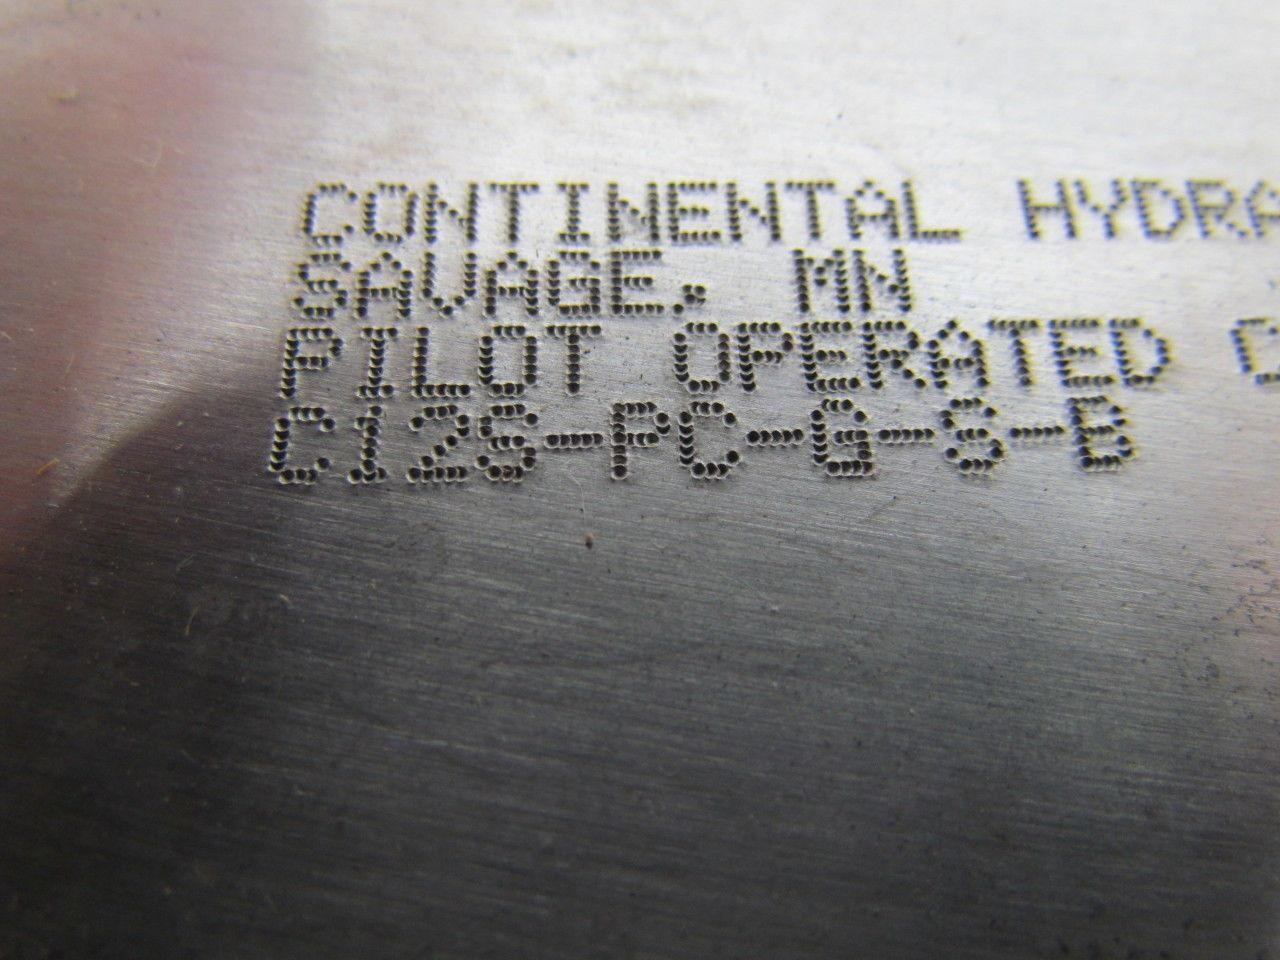 CONTINENTAL HYDRA
SAVAGE, MN
PILOT OPERATED C
C12S-PC-G-S-B